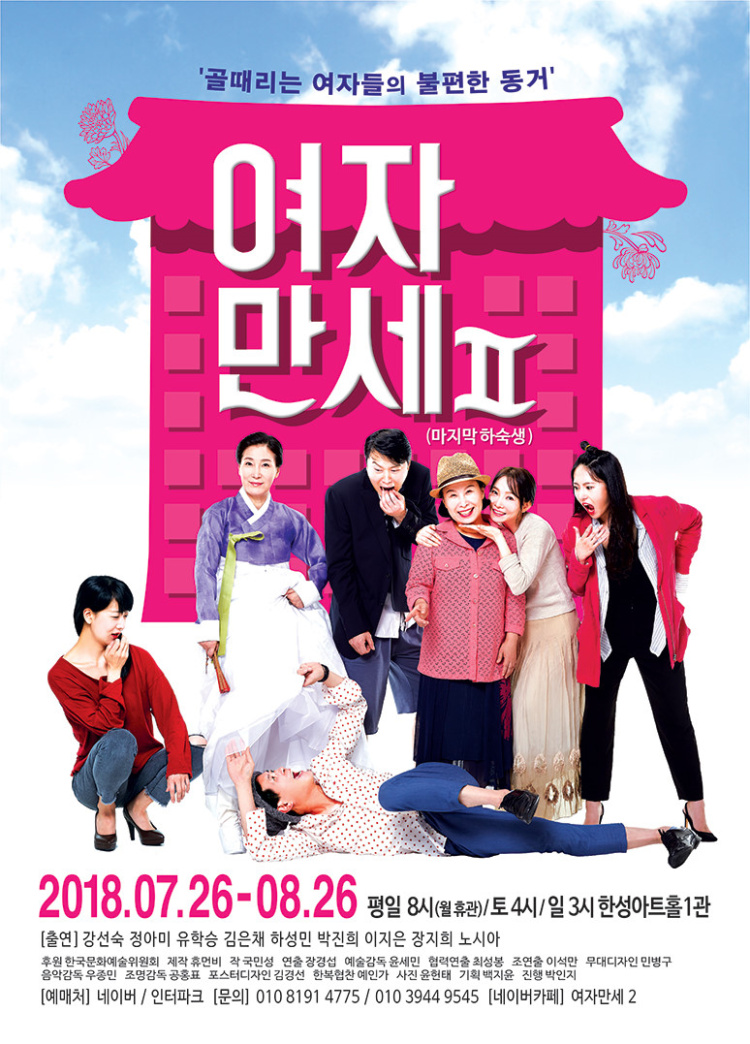 '골때리는 여자들의 불편한 동거'
여자
만세 II
(마지막 하숙생)
2018.07.26-08.26 평일 8시(월 휴관)/토 4시/일 3시 한성아트홀1관
[출연] 강선숙 정아미 유학승 김은채 하성민 박진희 이지은 장지희 노시아
후원 한국문화예술위원회 제작 휴먼비 작 국민성 연출 장경섭 예술감독 윤세민 협력연출 최성봉 조연출 이석만 무대디자인 민병구
음악감독 우종민 조명감독 공홍표 포스터디자인 김경선 한복협찬 예인가 사진 윤헌태 기획 백지윤 진행 박인지
[예매처] 네이버 / 인터파크 [문의] 010 8191 4775 / 010 3944 9545 [네이버카페] 여자만세 2